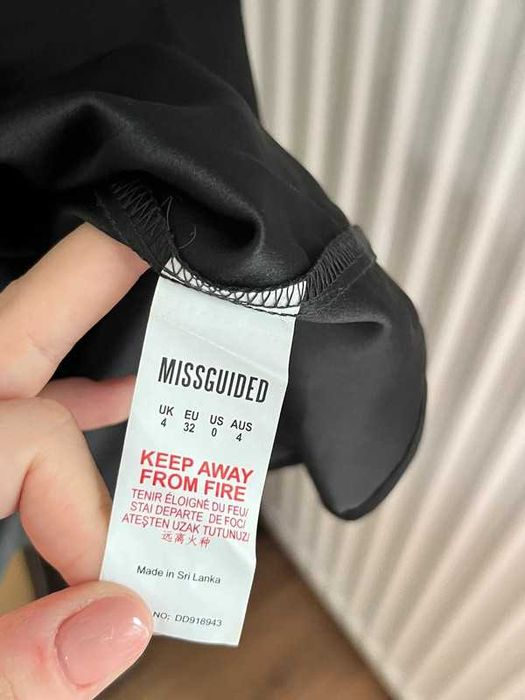 MISSGUIDED
UK EU US AUS
4 32 0 4
KEEP AWAY
FROM FIRE
TENIR ÉLOIGNÉ DU FEU/
STAI DEPARTE DE FOC/
ATEŞTEN UZAK TUTUNUZ/
远离火种
Made in Sri Lanka
NO: DD918943